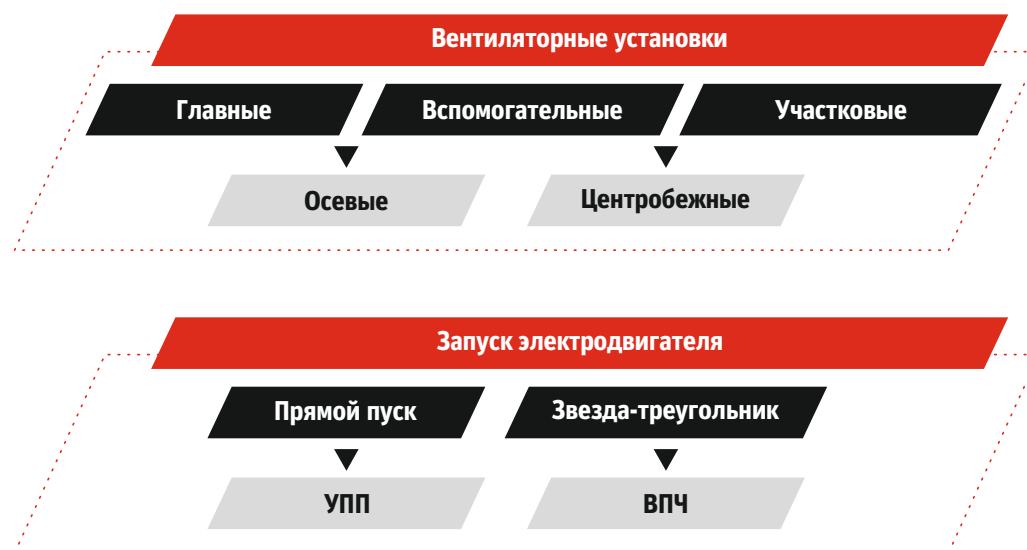 Вентиляторные установки
Главные
Вспомогательные
Участковые
Осевые
Центробежные
Запуск электродвигателя
Прямой пуск
Звезда-треугольник
УПП
ВПЧ